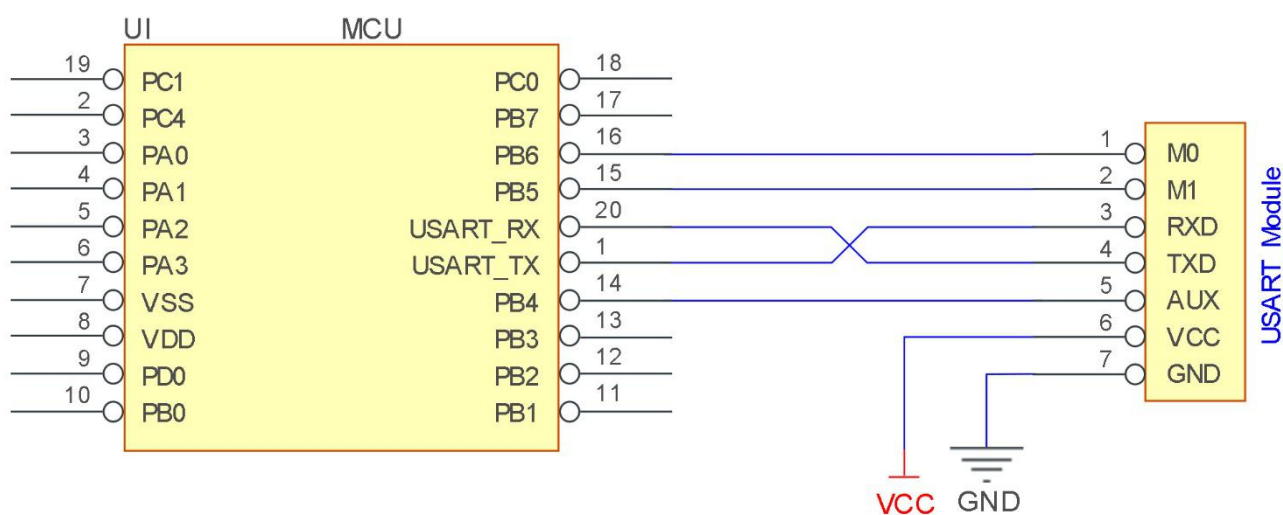 UI MCU
19 PC1 PC0 18
2 PC4 PB7 17
3 PA0 PB6 16 1 M0
4 PA1 PB5 15 2 M1
5 PA2 USART_RX 20 3 RXD
6 PA3 USART_TX 1 4 TXD
7 VSS PB4 14 5 AUX
8 VDD PB3 13 6 VCC
9 PD0 PB2 12 7 GND
10 PB0 PB1 11
USART Module
VCC GND